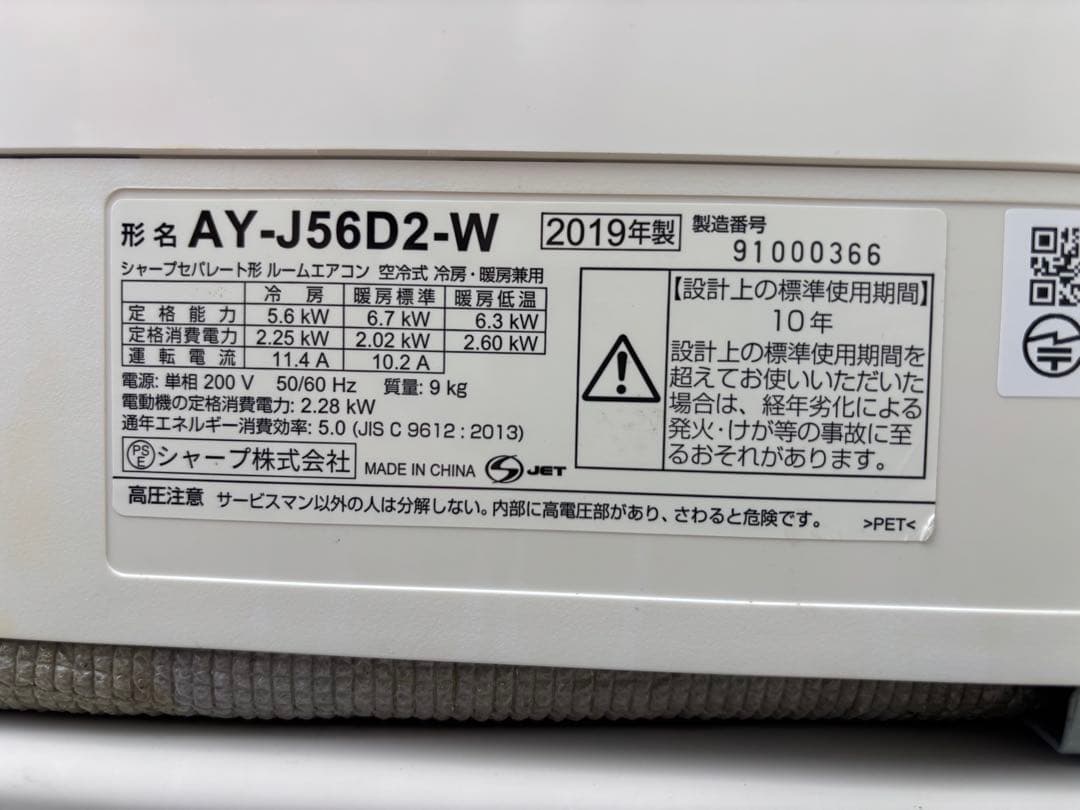 形名 AY-J56D2-W 2019年製 製造番号 91000366
シャープセパレート形 ルームエアコン 空冷式 冷房・暖房兼用
冷房 暖房標準 暖房低温
定格能力 5.6 kW 6.7 kW 6.3 kW
定格消費電力 2.25 kW 2.02 kW 2.60 kW
運転電流 11.4 A 10.2 A
電源: 単相 200 V 50/60 Hz 質量: 9 kg
電動機の定格消費電力: 2.28 kW
通年エネルギー消費効率: 5.0 (JIS C 9612 : 2013)
PSE シャープ株式会社 MADE IN CHINA S JET
【設計上の標準使用期間】
10年
設計上の標準使用期間を
超えてお使いいただいた
場合は、経年劣化による
発火・けが等の事故に至
るおそれがあります。
高圧注意 サービスマン以外の人は分解しない。内部に高電圧部があり、さわると危険です。 >PET<